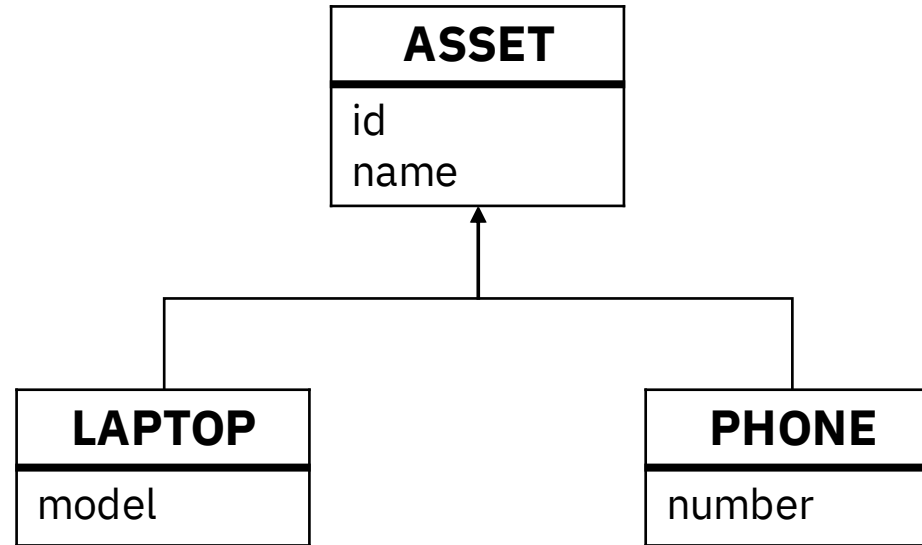 ASSET
id
name
LAPTOP
model
PHONE
number